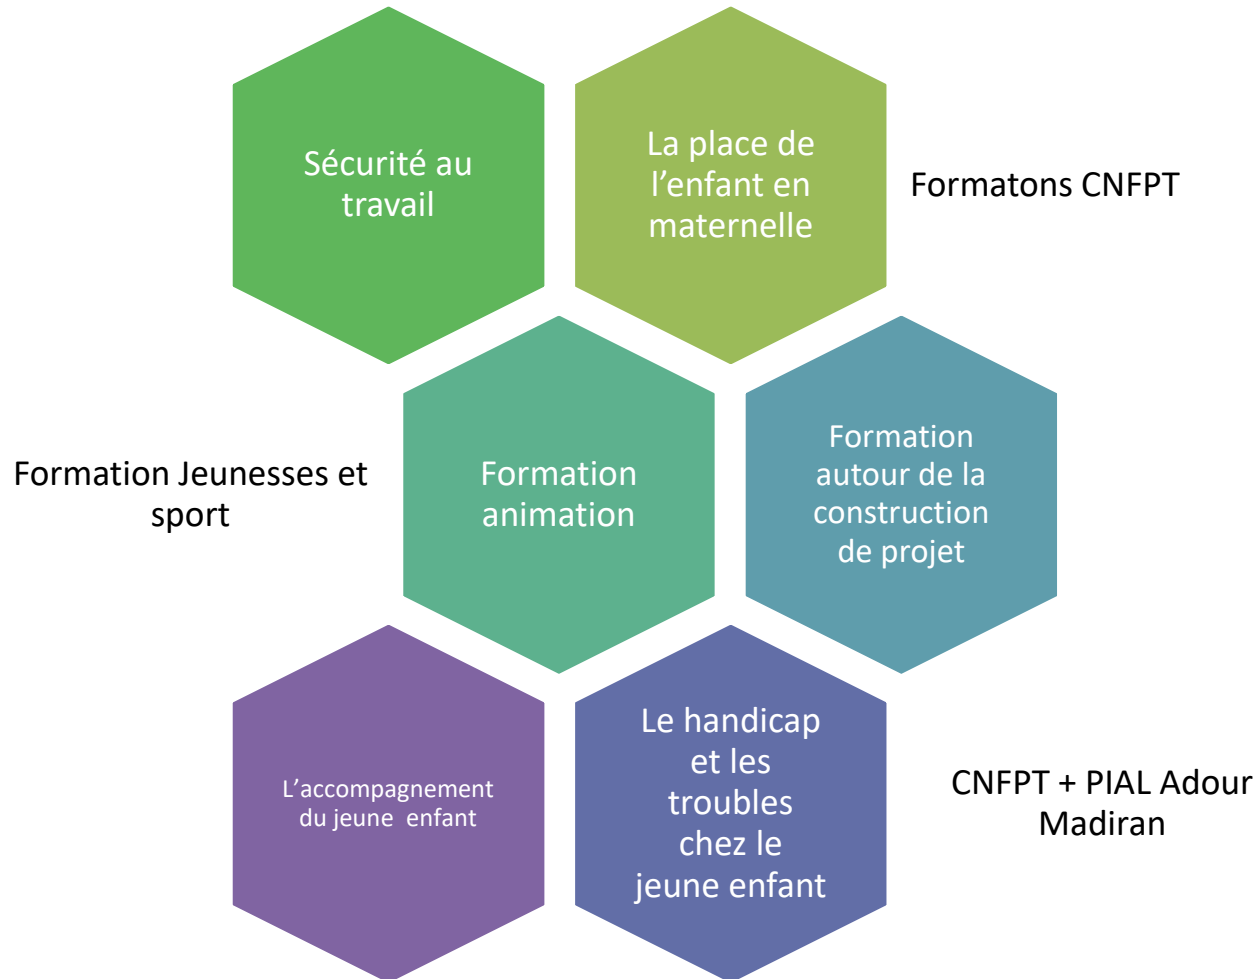 Sécurité au
travail
La place de
l’enfant en
maternelle
Formatons CNFPT
Formation Jeunesses et
sport
Formation
animation
Formation
autour de la
construction
de projet
L’accompagnement
du jeune  enfant
Le handicap
et les
troubles
chez le
jeune enfant
CNFPT + PIAL Adour
Madiran